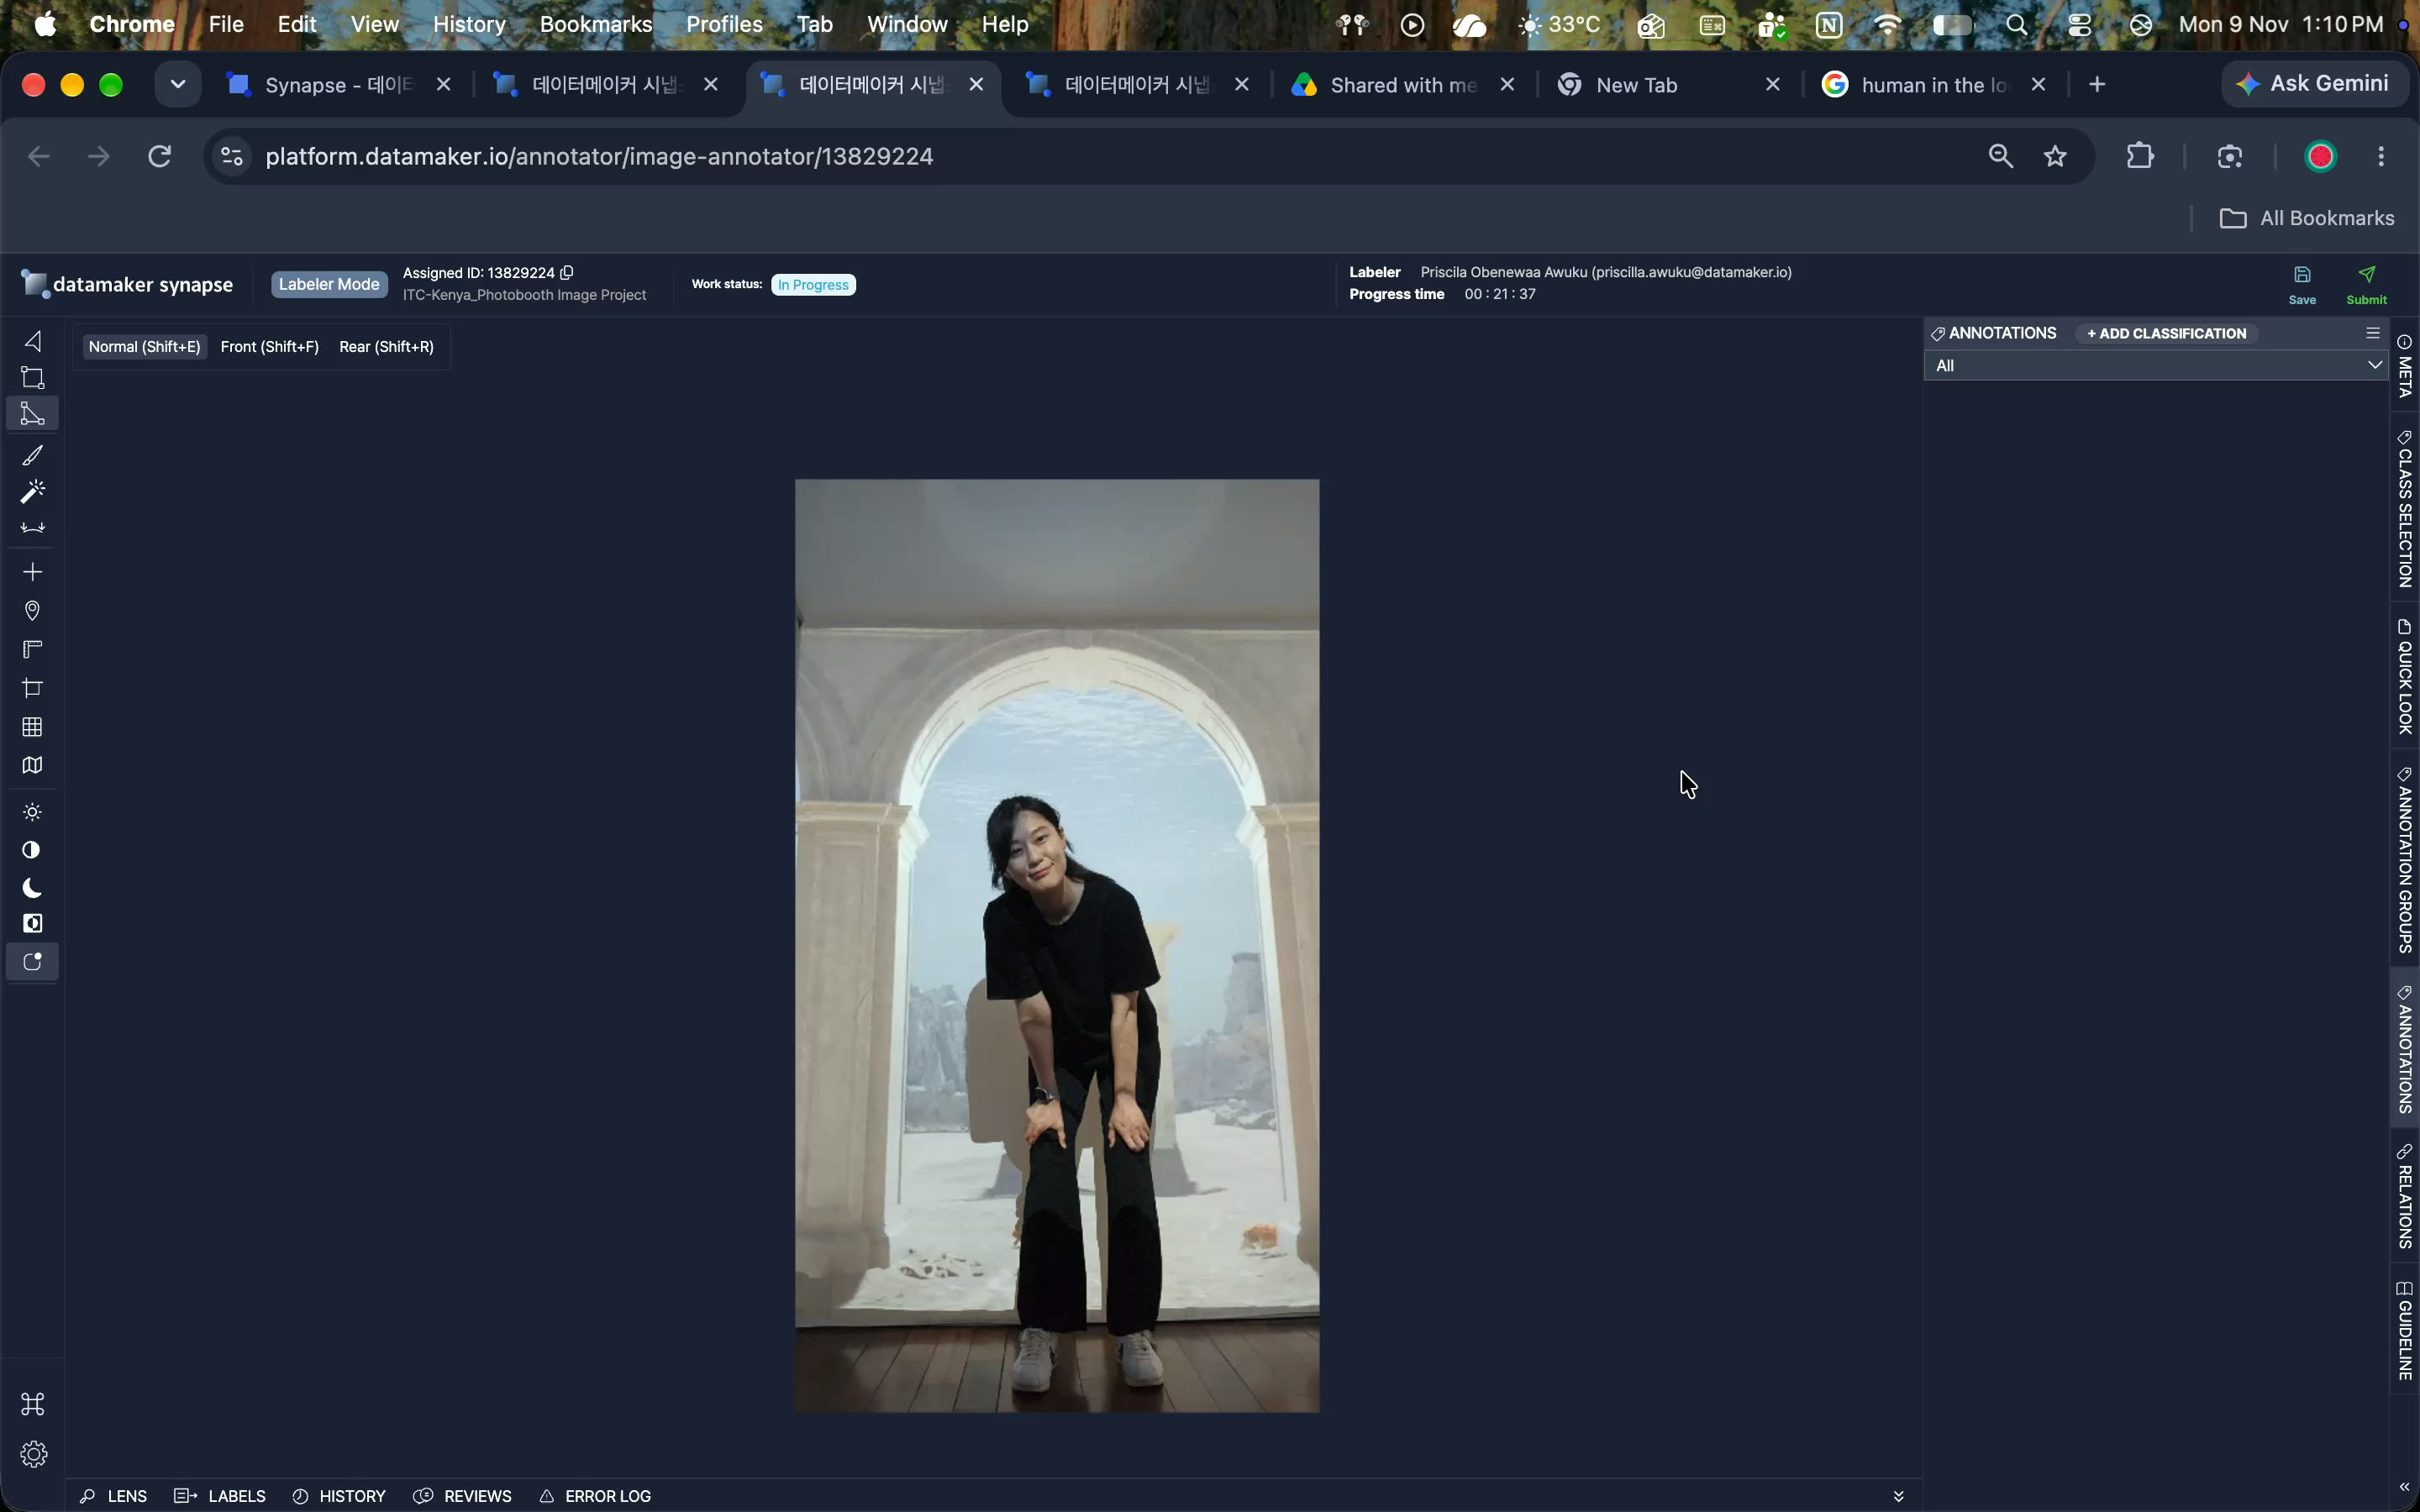 Chrome File Edit View History Bookmarks Profiles Tab Window Help 33°C Mon 9 Nov 1:10 PM
Synapse - 데이터 데이터메이커 시냅 데이터메이커 시냅 데이터메이커 시냅 Shared with me New Tab human in the lo Ask Gemini
platform.datamaker.io/annotator/image-annotator/13829224
All Bookmarks
datamaker synapse
Labeler Mode
Assigned ID: 13829224
ITC-Kenya_Photobooth Image Project
Work status: In Progress
Labeler Priscila Obenewaa Awuku (priscilla.awuku@datamaker.io)
Progress time 00:21:37
Save
Submit
Normal (Shift+E) Front (Shift+F) Rear (Shift+R)
ANNOTATIONS + ADD CLASSIFICATION
All
META
CLASS SELECTION
QUICK LOOK
ANNOTATION GROUPS
ANNOTATIONS
RELATIONS
GUIDELINE
LENS LABELS HISTORY REVIEWS ERROR LOG